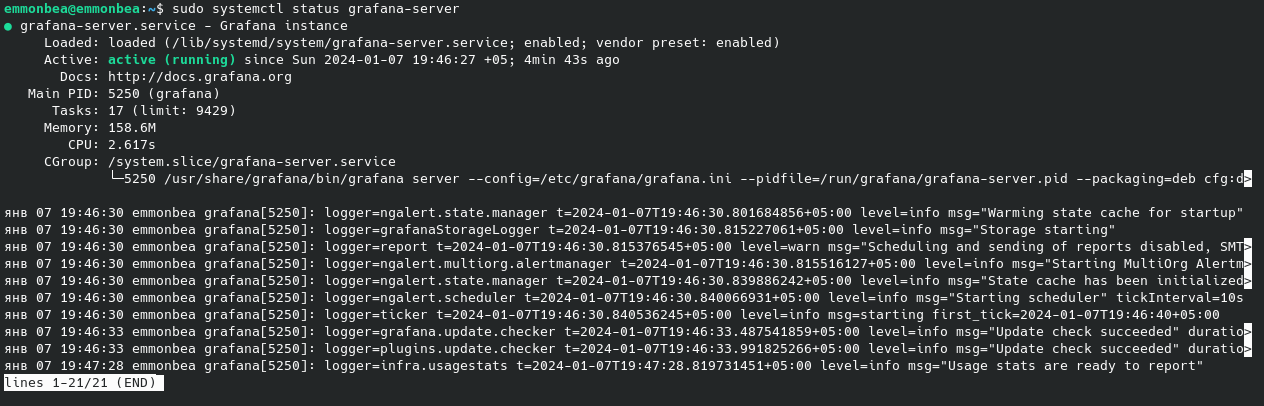 emmonbea@emmonbea:~$ sudo systemctl status grafana-server
● grafana-server.service - Grafana instance
     Loaded: loaded (/lib/systemd/system/grafana-server.service; enabled; vendor preset: enabled)
     Active: active (running) since Sun 2024-01-07 19:46:27 +05; 4min 43s ago
       Docs: http://docs.grafana.org
   Main PID: 5250 (grafana)
      Tasks: 17 (limit: 9429)
     Memory: 158.6M
        CPU: 2.617s
     CGroup: /system.slice/grafana-server.service
             └─5250 /usr/share/grafana/bin/grafana server --config=/etc/grafana/grafana.ini --pidfile=/run/grafana/grafana-server.pid --packaging=deb cfg:d>

янв 07 19:46:30 emmonbea grafana[5250]: logger=ngalert.state.manager t=2024-01-07T19:46:30.801684856+05:00 level=info msg="Warming state cache for startup"
янв 07 19:46:30 emmonbea grafana[5250]: logger=grafanaStorageLogger t=2024-01-07T19:46:30.815227061+05:00 level=info msg="Storage starting"
янв 07 19:46:30 emmonbea grafana[5250]: logger=report t=2024-01-07T19:46:30.815376545+05:00 level=warn msg="Scheduling and sending of reports disabled, SMT>
янв 07 19:46:30 emmonbea grafana[5250]: logger=ngalert.multiorg.alertmanager t=2024-01-07T19:46:30.815516127+05:00 level=info msg="Starting MultiOrg Alertm>
янв 07 19:46:30 emmonbea grafana[5250]: logger=ngalert.state.manager t=2024-01-07T19:46:30.839886242+05:00 level=info msg="State cache has been initialized>
янв 07 19:46:30 emmonbea grafana[5250]: logger=ngalert.scheduler t=2024-01-07T19:46:30.840066931+05:00 level=info msg="Starting scheduler" tickInterval=10s
янв 07 19:46:30 emmonbea grafana[5250]: logger=ticker t=2024-01-07T19:46:30.840536245+05:00 level=info msg=starting first_tick=2024-01-07T19:46:40+05:00
янв 07 19:46:33 emmonbea grafana[5250]: logger=grafana.update.checker t=2024-01-07T19:46:33.487541859+05:00 level=info msg="Update check succeeded" duratio>
янв 07 19:46:33 emmonbea grafana[5250]: logger=plugins.update.checker t=2024-01-07T19:46:33.991825266+05:00 level=info msg="Update check succeeded" duratio>
янв 07 19:47:28 emmonbea grafana[5250]: logger=infra.usagestats t=2024-01-07T19:47:28.819731451+05:00 level=info msg="Usage stats are ready to report"
lines 1-21/21 (END)